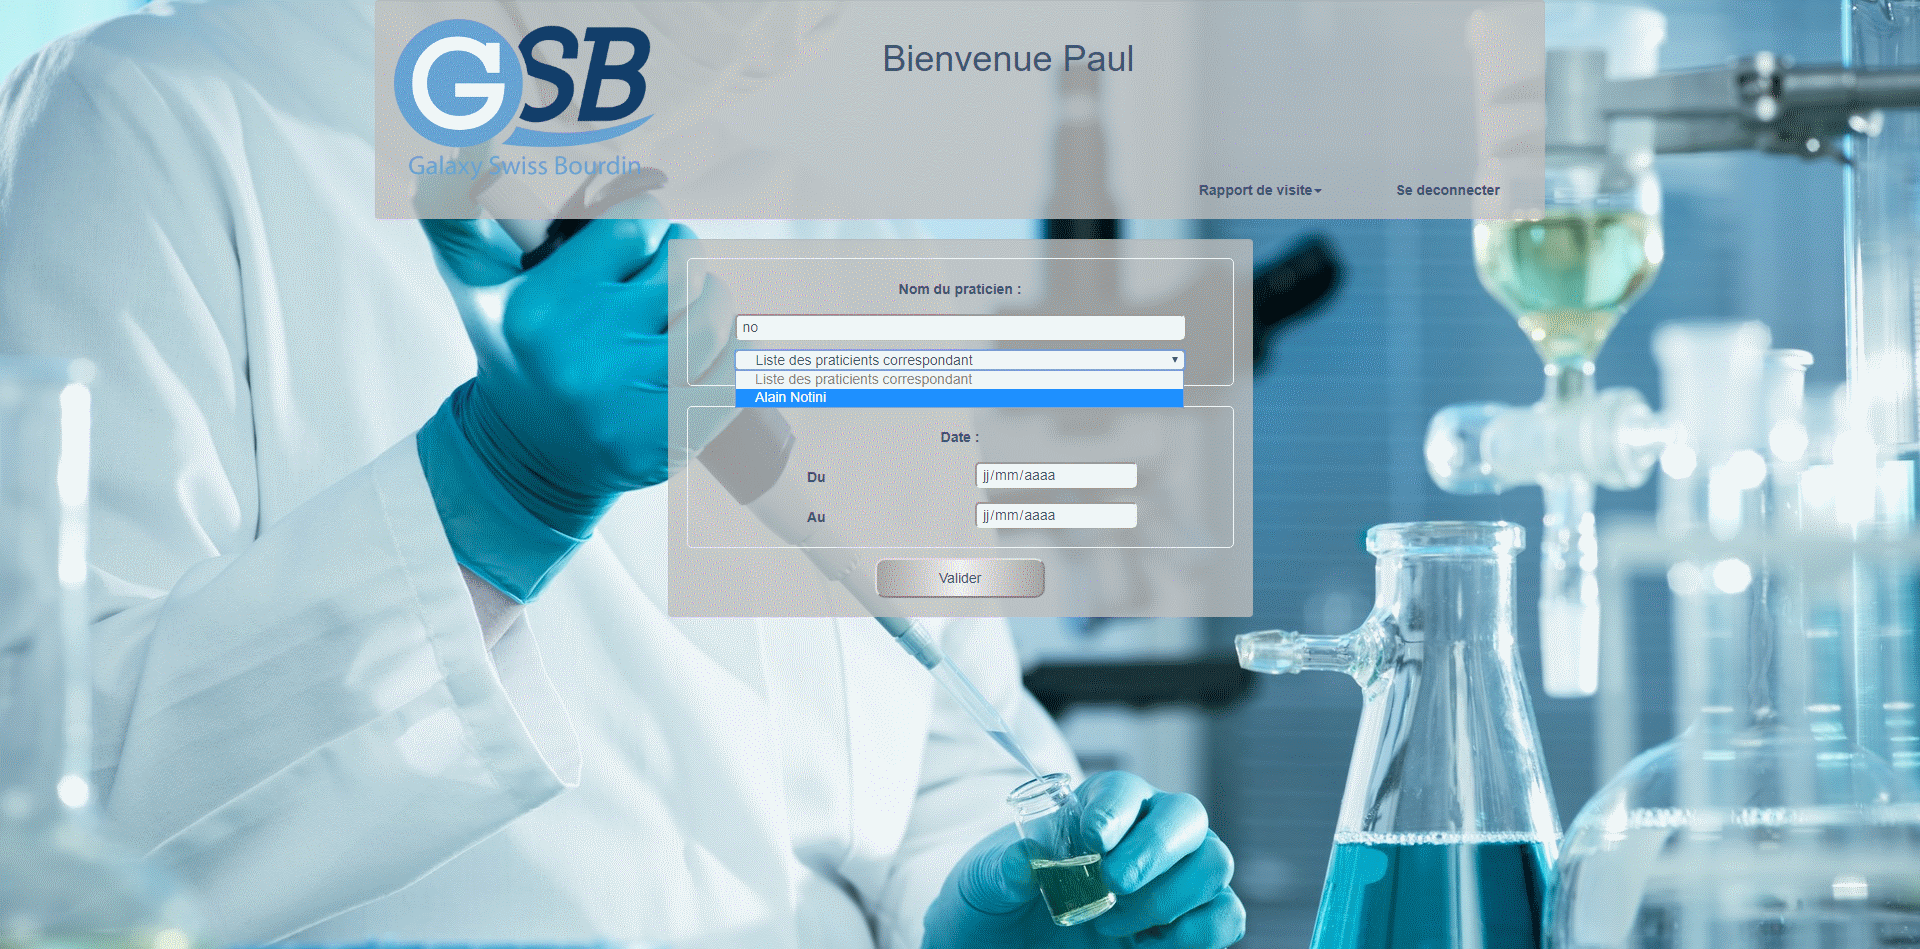 GSB
Galaxy Swiss Bourdin
Bienvenue Paul
Rapport de visite
Se deconnecter
Nom du praticien :
no
Liste des praticients correspondant
Liste des praticients correspondant
Alain Notini
Date :
Du
jj/mm/aaaa
Au
jj/mm/aaaa
Valider